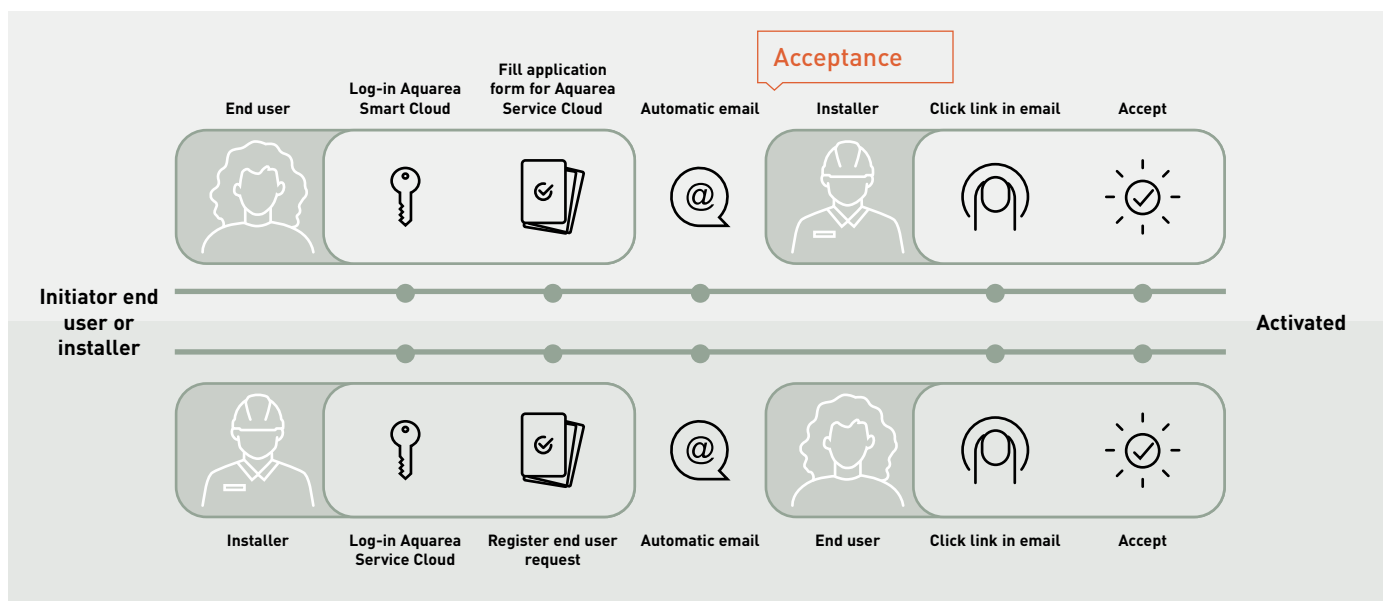 Acceptance
End user
Log-in Aquarea
Smart Cloud
Fill application
form for Aquarea
Service Cloud
Automatic email
Installer
Click link in email
Accept
@
Initiator end
user or
installer
Activated
@
Installer
Log-in Aquarea
Service Cloud
Register end user
request
Automatic email
End user
Click link in email
Accept